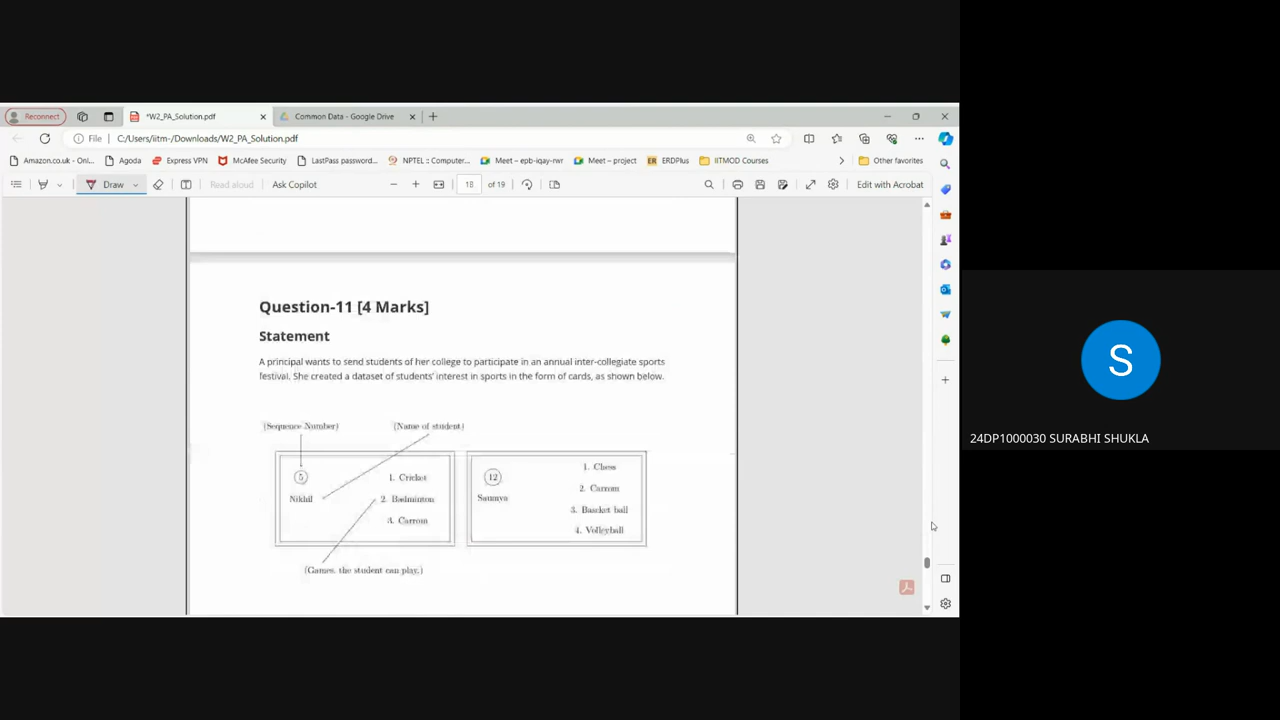 Reconnect
*W2_PA_Solution.pdf
Common Data - Google Drive
File
C:/Users/iitm-/Downloads/W2_PA_Solution.pdf
Amazon.co.uk - Onl...
Agoda
Express VPN
McAfee Security
LastPass password...
NPTEL :: Computer...
Meet – epb-iqay-rwr
Meet – project
ER ERDPlus
IITMOD Courses
Other favorites
Draw
Read aloud
Ask Copilot
18 of 19
Edit with Acrobat
Question-11 [4 Marks]
Statement
A principal wants to send students of her college to participate in an annual inter-collegiate sports
festival. She created a dataset of students' interest in sports in the form of cards, as shown below.
(Sequence Number)
(Name of student)
5
Nikhil
1. Cricket
2. Badminton
3. Carrom
12
Saumya
1. Chess
2. Carrom
3. Bascket ball
4. Volleyball
(Games, the student can play.)
S
24DP1000030 SURABHI SHUKLA